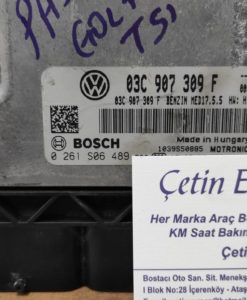 GOLF
TSI
03C 907 309 F
03C 907 309 F BENZIN MED17.5.5 HW:
BOSCH
Made in Hungary
1039S50885 MOTRONIC
0 261 S06 489
Çetin E
Her Marka Araç B
KM Saat Bakım
Çeti
Bostacı Oto San. Sit. Menekş
I Blok No:28 İçerenköy - Ataş